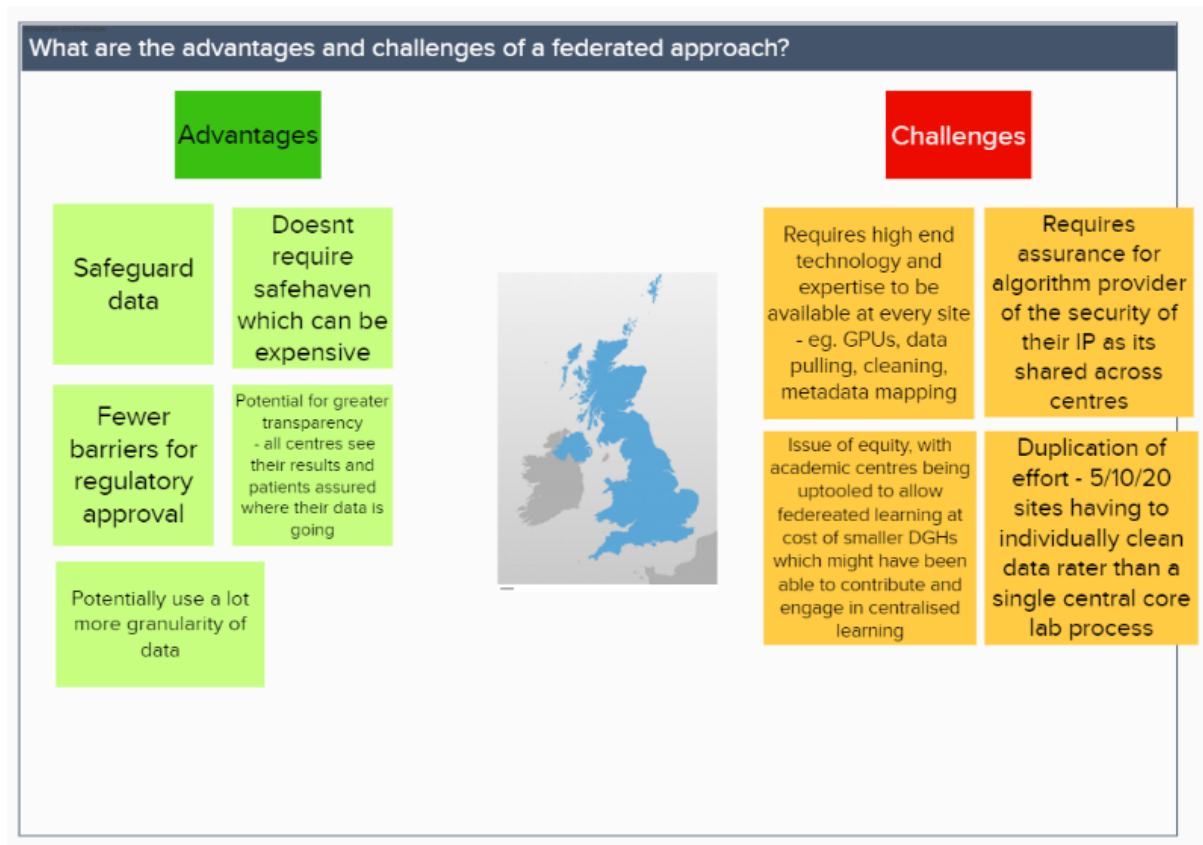 What are the advantages and challenges of a federated approach?
Advantages
Challenges
Safeguard
data
Doesnt
require
safehaven
which can be
expensive
Fewer
barriers for
regulatory
approval
Potential for greater
transparency
- all centres see
their results and
patients assured
where their data is
going
Potentially use a lot
more granularity of
data
Requires high end
technology and
expertise to be
available at every site
- eg. GPUs, data
pulling, cleaning,
metadata mapping
Requires
assurance for
algorithm provider
of the security of
their IP as its
shared across
centres
Issue of equity, with
academic centres being
uptooled to allow
federeated learning at
cost of smaller DGHs
which might have been
able to contribute and
engage in centralised
learning
Duplication of
effort - 5/10/20
sites having to
individually clean
data rater than a
single central core
lab process